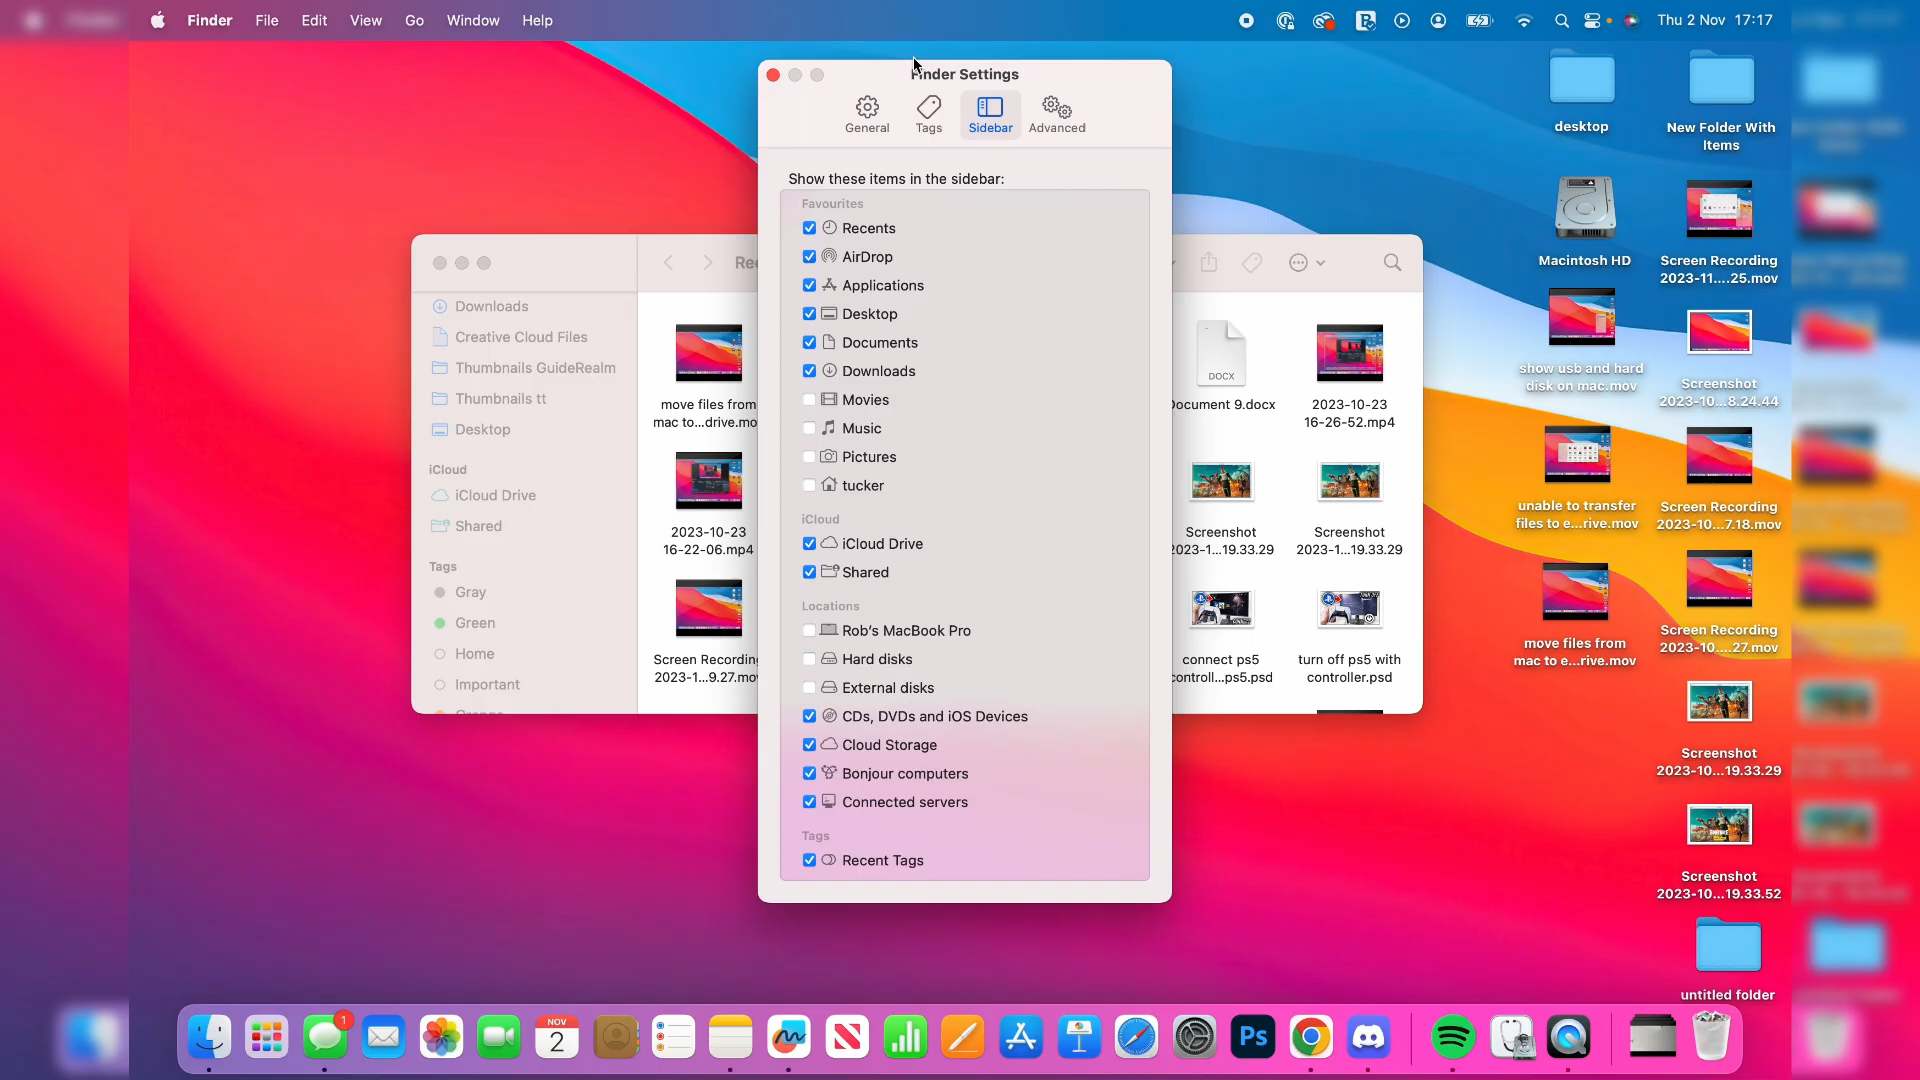 Finder File Edit View Go Window Help
Thu 2 Nov 17:17
Finder Settings
General Tags Sidebar Advanced
Show these items in the sidebar:
Favourites
Recents
AirDrop
Applications
Desktop
Documents
Downloads
Movies
Music
Pictures
tucker
iCloud
iCloud Drive
Shared
Locations
Rob's MacBook Pro
Hard disks
External disks
CDs, DVDs and iOS Devices
Cloud Storage
Bonjour computers
Connected servers
Tags
Recent Tags
Downloads
Creative Cloud Files
Thumbnails GuideRealm
Thumbnails tt
Desktop
iCloud
iCloud Drive
Shared
Tags
Gray
Green
Home
Important
move files from
mac to...drive.mo
2023-10-23
16-22-06.mp4
Screen Recording
2023-1...9.27.mo
DOCX
Document 9.docx
2023-10-23
16-26-52.mp4
Screenshot
2023-1...19.33.29
Screenshot
2023-1...19.33.29
connect ps5
controll...ps5.psd
turn off ps5 with
controller.psd
desktop
New Folder With
Items
Macintosh HD
Screen Recording
2023-11....25.mov
show usb and hard
disk on mac.mov
Screenshot
2023-10...8.24.44
unable to transfer
files to e...rive.mov
Screen Recording
2023-10...7.18.mov
move files from
mac to e...rive.mov
Screen Recording
2023-10....27.mov
Screenshot
2023-10...19.33.29
Screenshot
2023-10...19.33.52
untitled folder
1
NOV
2
Ps